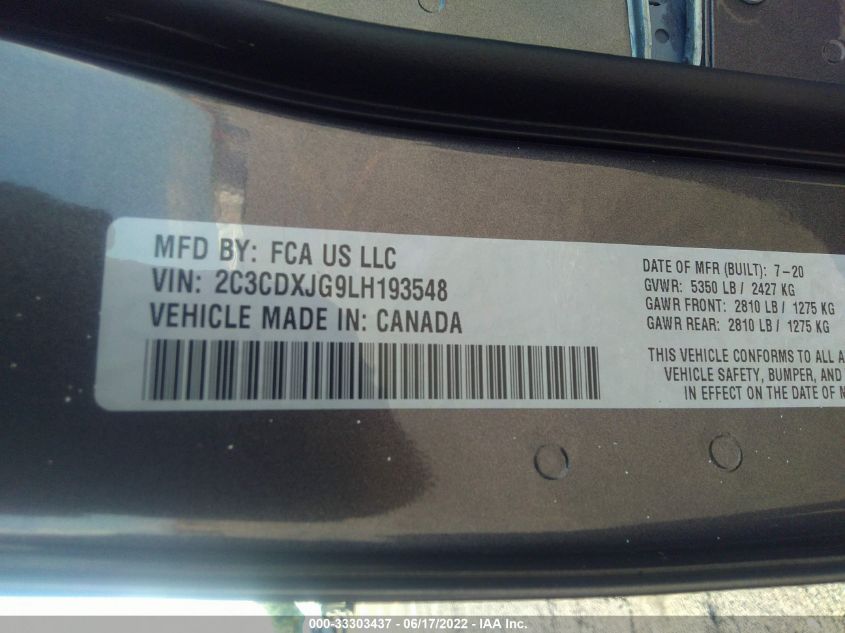 MFD BY: FCA US LLC
VIN: 2C3CDXJG9LH193548
VEHICLE MADE IN: CANADA
DATE OF MFR (BUILT): 7-20
GVWR: 5350 LB / 2427 KG
GAWR FRONT: 2810 LB / 1275 KG
GAWR REAR: 2810 LB / 1275 KG
THIS VEHICLE CONFORMS TO ALL A
VEHICLE SAFETY, BUMPER, AND
IN EFFECT ON THE DATE OF M
000-33303437 - 06/17/2022 - IAA Inc.